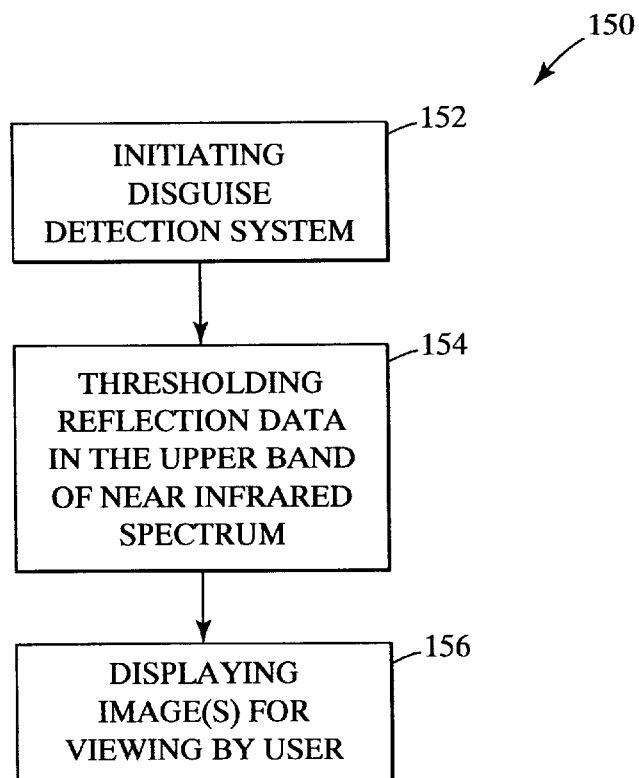 150
152
INITIATING
DISGUISE
DETECTION SYSTEM
154
THRESHOLDING
REFLECTION DATA
IN THE UPPER BAND
OF NEAR INFRARED
SPECTRUM
156
DISPLAYING
IMAGE(S) FOR
VIEWING BY USER